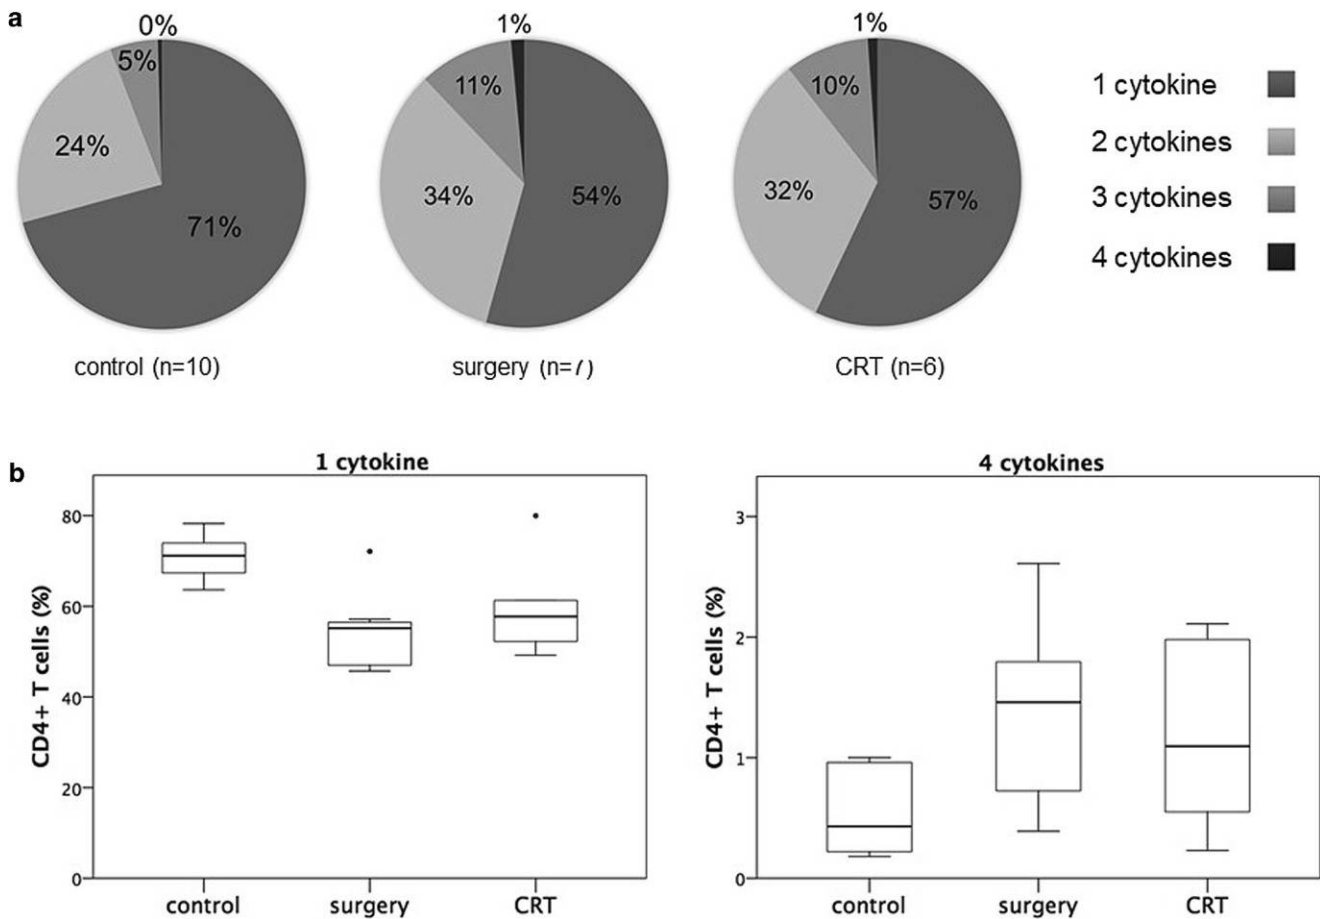 a
0%
5%
24%
71%
control (n=10)
1%
11%
34%
54%
surgery (n=7)
1%
10%
32%
57%
CRT (n=6)
1 cytokine
2 cytokines
3 cytokines
4 cytokines
b
1 cytokine
CD4+ T cells (%)
80
60
40
20
0
control surgery CRT
4 cytokines
CD4+ T cells (%)
3
2
1
0
control surgery CRT